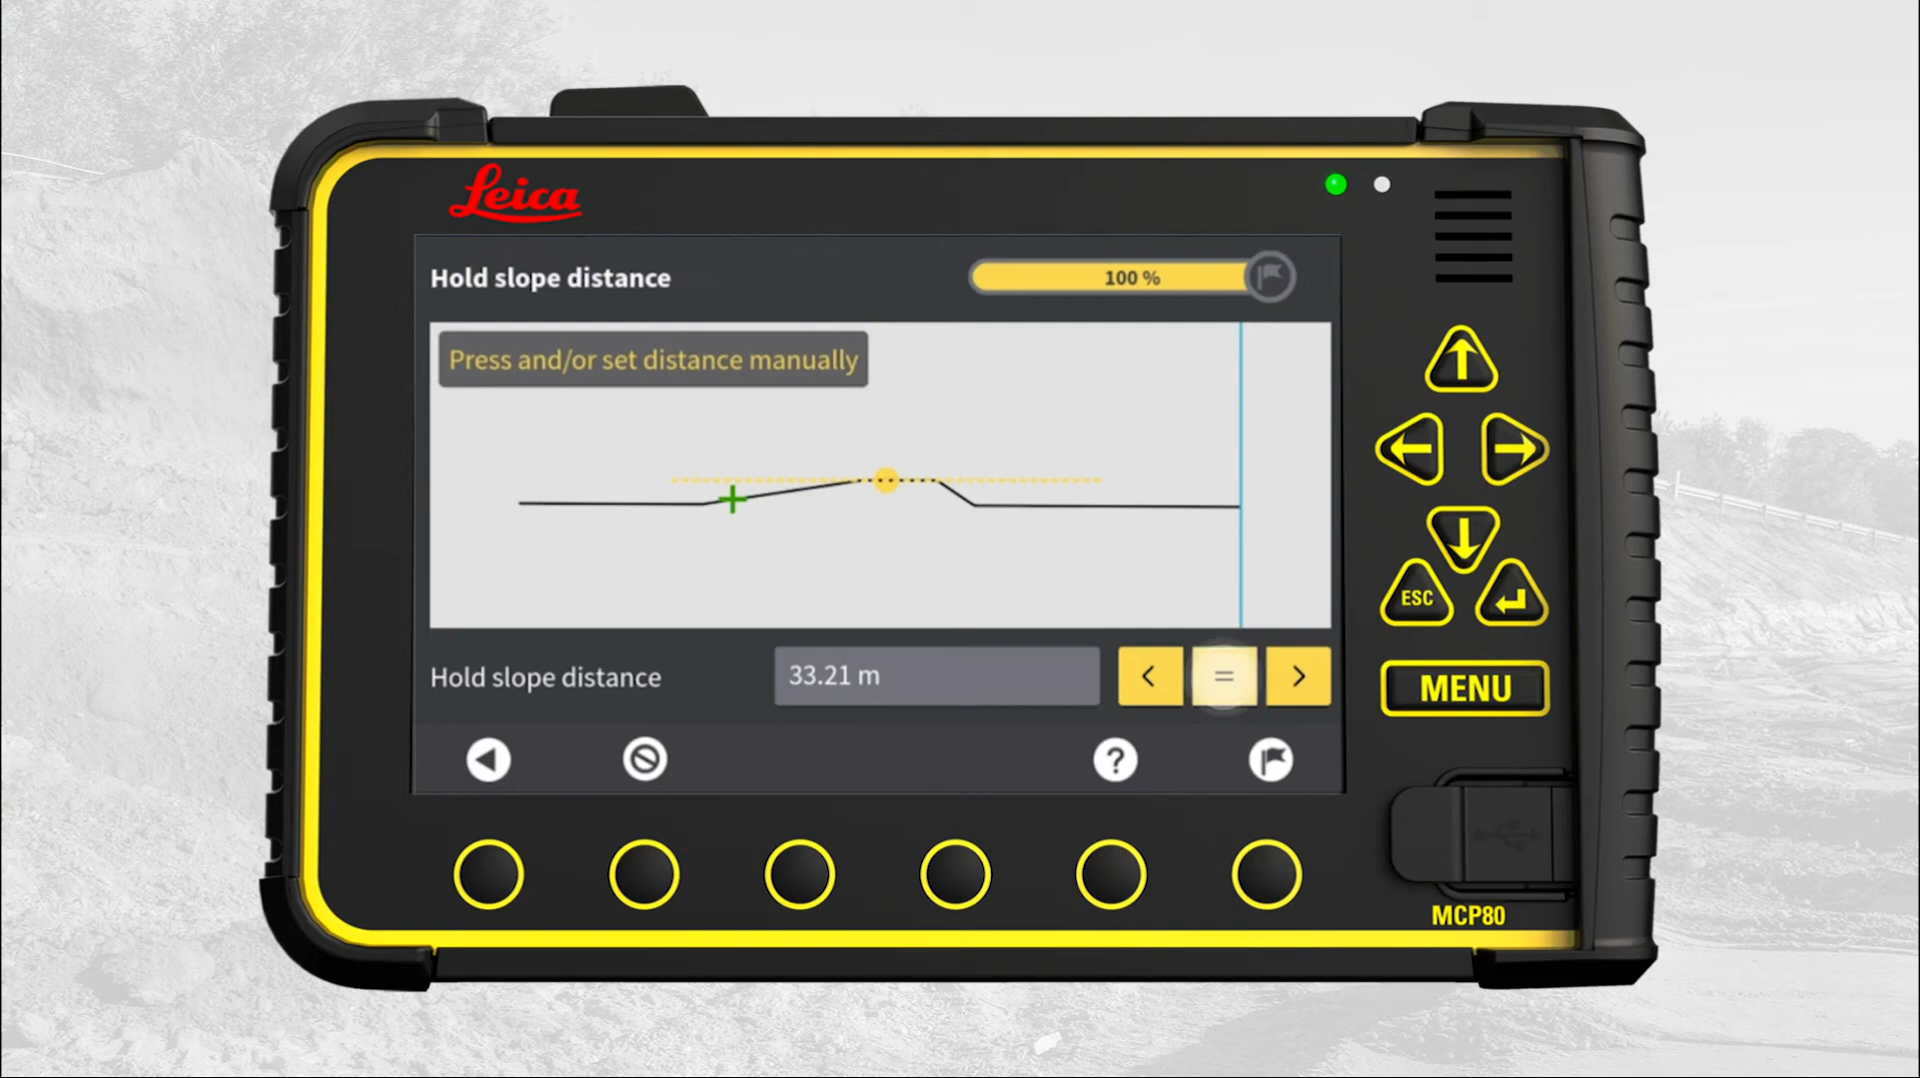 Leica
Hold slope distance
100 %
Press and/or set distance manually
Hold slope distance
33.21 m
< = >
?
ESC
MENU
MCP80